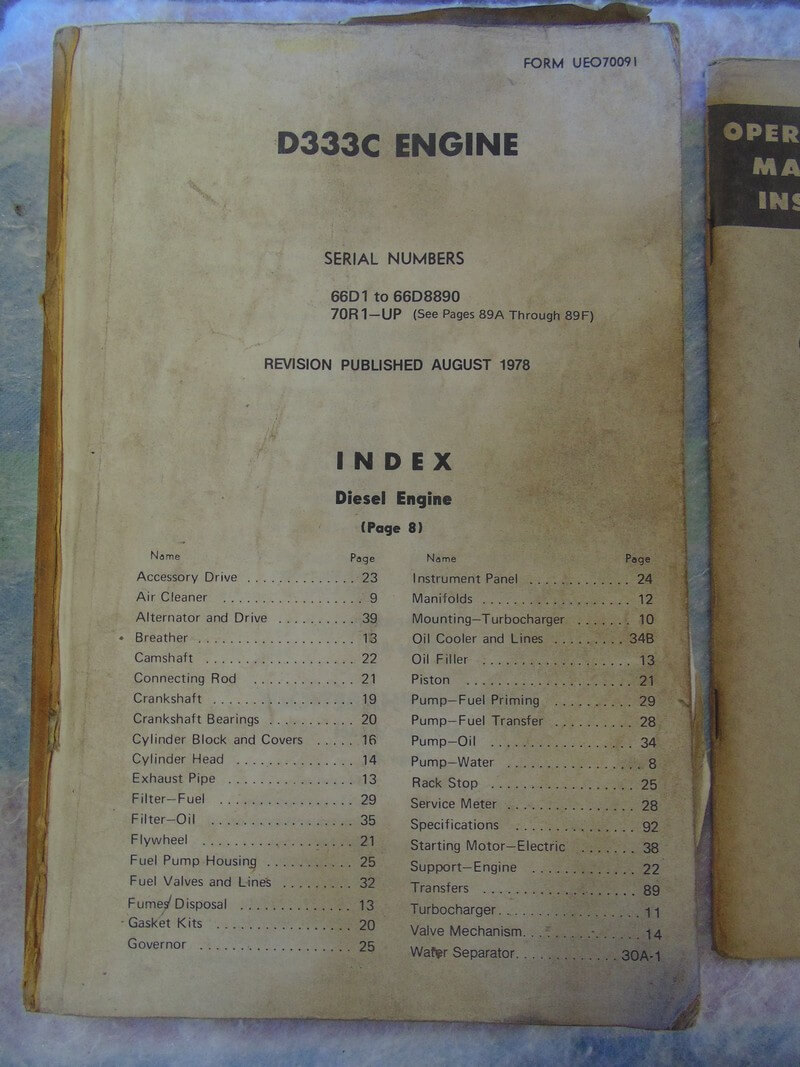 FORM UEO70091
D333C ENGINE
SERIAL NUMBERS
66D1 to 66D8890
70R1—UP (See Pages 89A Through 89F)
REVISION PUBLISHED AUGUST 1978
INDEX
Diesel Engine
(Page 8)
Name Page
Accessory Drive . . . . . . . . . . . . . 23
Air Cleaner . . . . . . . . . . . . . . . . . 9
Alternator and Drive . . . . . . . . . . 39
Breather . . . . . . . . . . . . . . . . . . . 13
Camshaft . . . . . . . . . . . . . . . . . . 22
Connecting Rod . . . . . . . . . . . . 21
Crankshaft . . . . . . . . . . . . . . . . . 19
Crankshaft Bearings . . . . . . . . . . . 20
Cylinder Block and Covers . . . . . 16
Cylinder Head . . . . . . . . . . . . . . . 14
Exhaust Pipe . . . . . . . . . . . . . . . . 13
Filter—Fuel . . . . . . . . . . . . . . . . 29
Filter—Oil . . . . . . . . . . . . . . . . . 35
Flywheel . . . . . . . . . . . . . . . . . . 21
Fuel Pump Housing . . . . . . . . . . . 25
Fuel Valves and Lines . . . . . . . . . 32
Fumes Disposal . . . . . . . . . . . . . 13
Gasket Kits . . . . . . . . . . . . . . . . 20
Governor . . . . . . . . . . . . . . . . . . 25
Name Page
Instrument Panel . . . . . . . . . . . . 24
Manifolds . . . . . . . . . . . . . . . . . . 12
Mounting—Turbocharger . . . . . . . 10
Oil Cooler and Lines . . . . . . . . . 34B
Oil Filler . . . . . . . . . . . . . . . . . . 13
Piston . . . . . . . . . . . . . . . . . . . . 21
Pump—Fuel Priming . . . . . . . . . . 29
Pump—Fuel Transfer . . . . . . . . . . 28
Pump—Oil . . . . . . . . . . . . . . . . . 34
Pump—Water . . . . . . . . . . . . . . . . 8
Rack Stop . . . . . . . . . . . . . . . . . 25
Service Meter . . . . . . . . . . . . . . . 28
Specifications . . . . . . . . . . . . . . 92
Starting Motor—Electric . . . . . . . 38
Support—Engine . . . . . . . . . . . . 22
Transfers . . . . . . . . . . . . . . . . . . 89
Turbocharger . . . . . . . . . . . . . . . . 11
Valve Mechanism . . . . . . . . . . . . . 14
Water Separator . . . . . . . . . . . . 30A-1
OPER
MA
INS